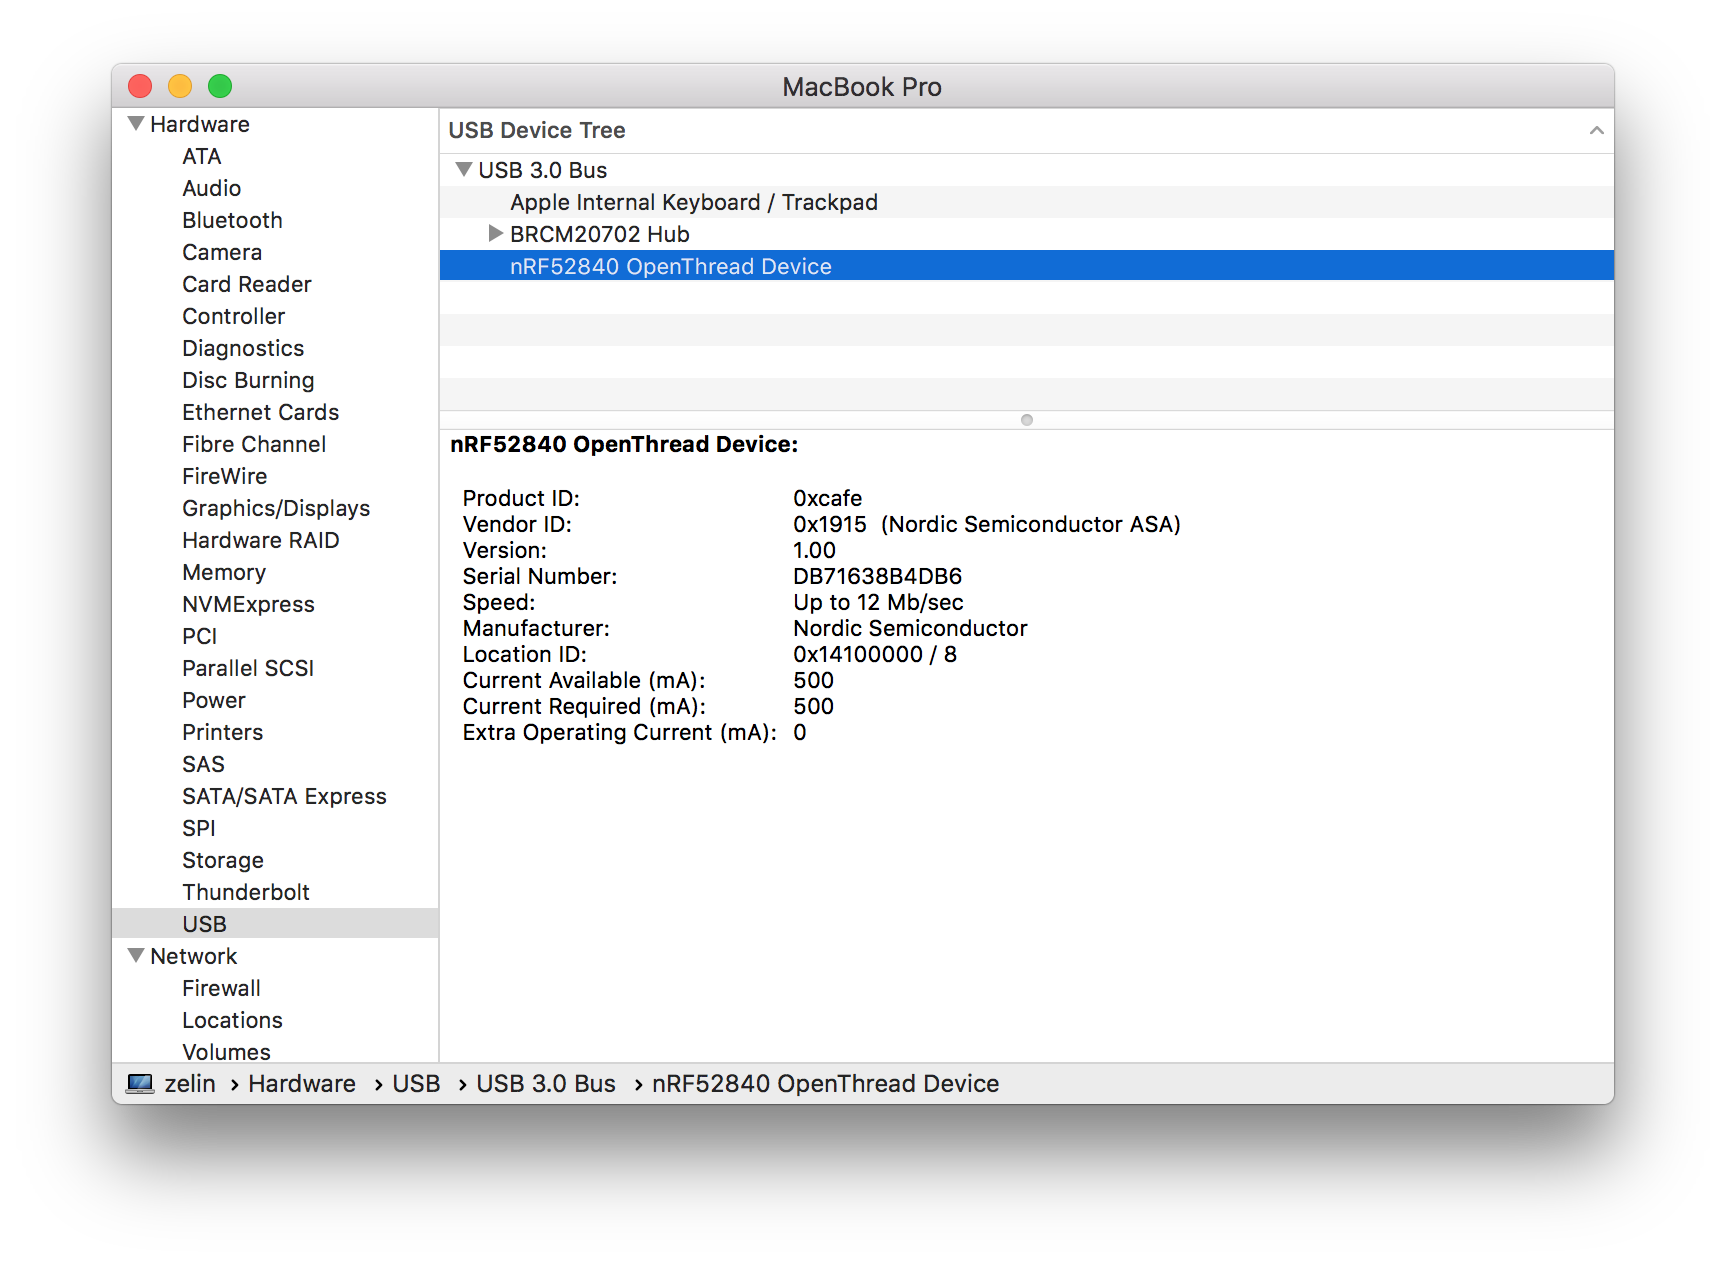 MacBook Pro
Hardware
ATA
Audio
Bluetooth
Camera
Card Reader
Controller
Diagnostics
Disc Burning
Ethernet Cards
Fibre Channel
FireWire
Graphics/Displays
Hardware RAID
Memory
NVMExpress
PCI
Parallel SCSI
Power
Printers
SAS
SATA/SATA Express
SPI
Storage
Thunderbolt
USB
Network
Firewall
Locations
Volumes
USB Device Tree
USB 3.0 Bus
Apple Internal Keyboard / Trackpad
BRCM20702 Hub
nRF52840 OpenThread Device
nRF52840 OpenThread Device:
Product ID: 0xcafe
Vendor ID: 0x1915 (Nordic Semiconductor ASA)
Version: 1.00
Serial Number: DB71638B4DB6
Speed: Up to 12 Mb/sec
Manufacturer: Nordic Semiconductor
Location ID: 0x14100000 / 8
Current Available (mA): 500
Current Required (mA): 500
Extra Operating Current (mA): 0
zelin › Hardware › USB › USB 3.0 Bus › nRF52840 OpenThread Device